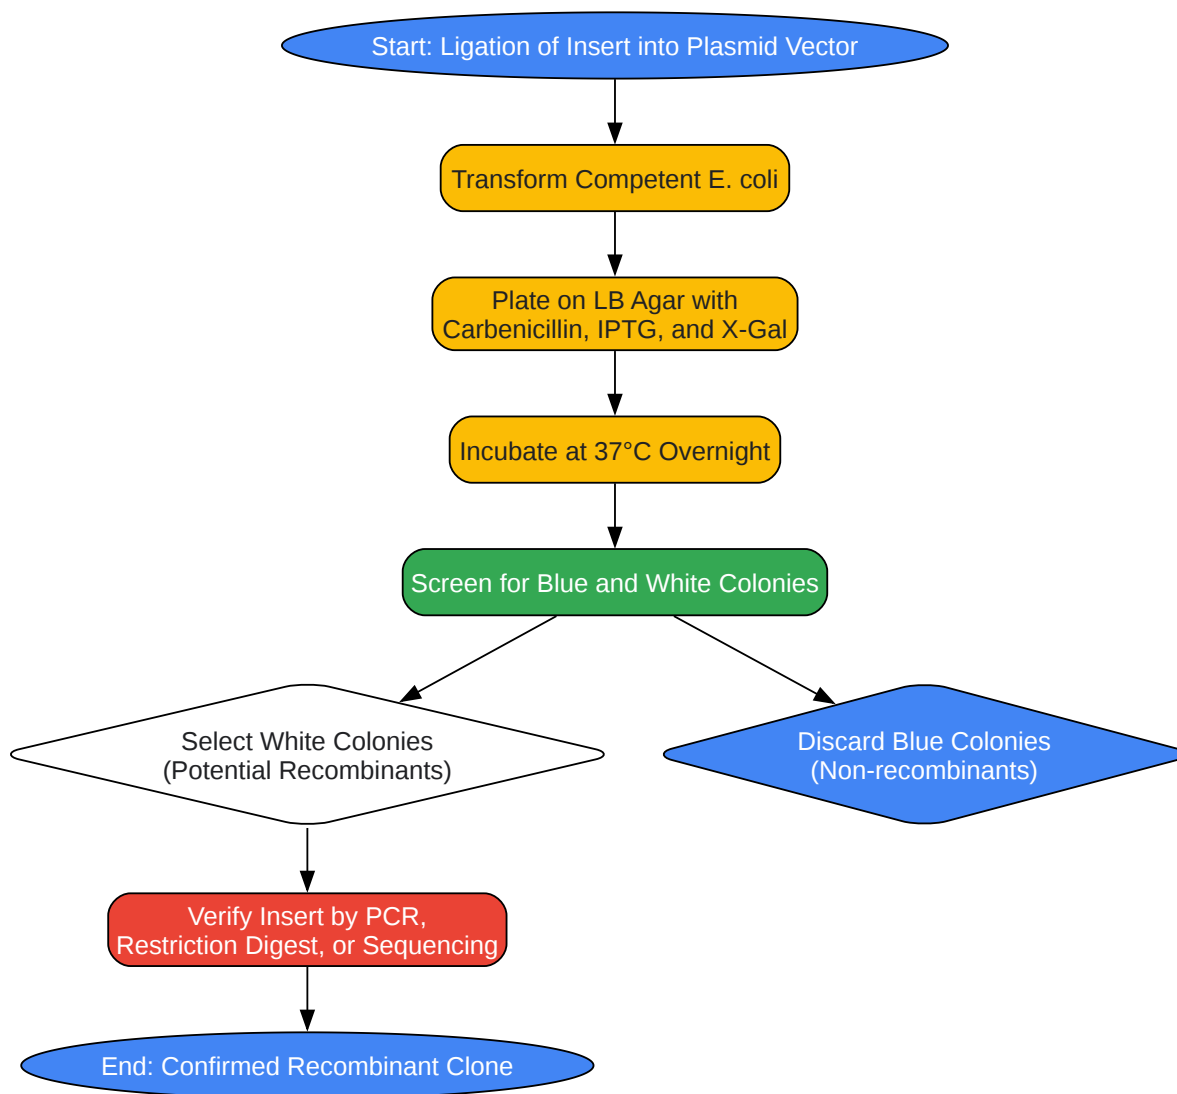 Start: Ligation of Insert into Plasmid Vector
Transform Competent E. coli
Plate on LB Agar with
Carbenicillin, IPTG, and X-Gal
Incubate at 37°C Overnight
Screen for Blue and White Colonies
Select White Colonies
(Potential Recombinants)
Discard Blue Colonies
(Non-recombinants)
Verify Insert by PCR,
Restriction Digest, or Sequencing
End: Confirmed Recombinant Clone